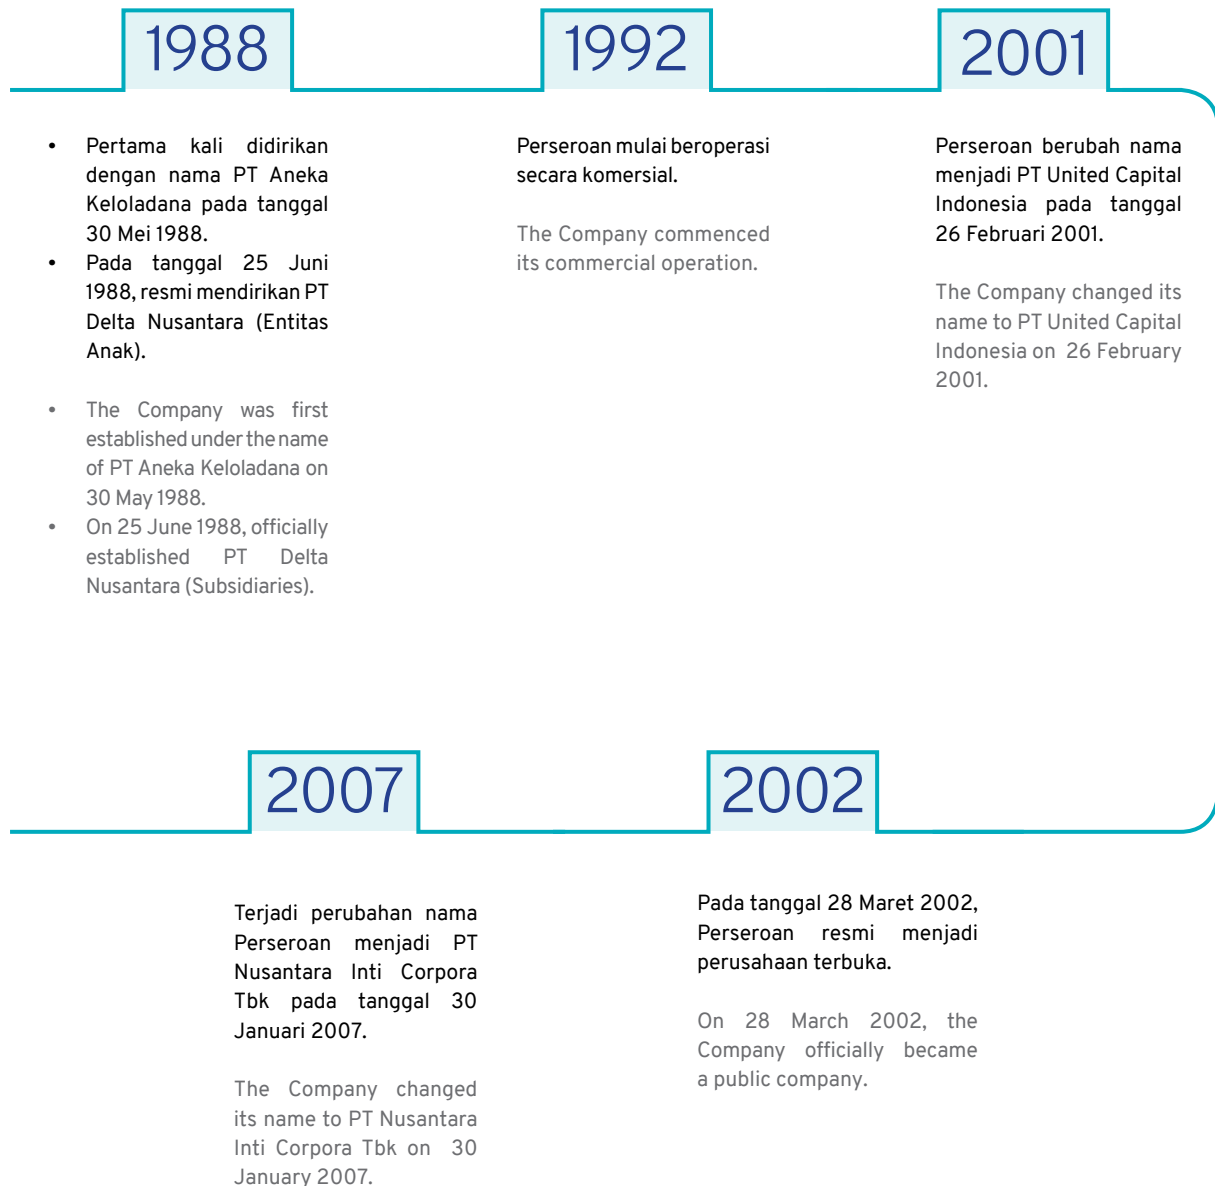 1988
• Pertama kali didirikan
dengan nama PT Aneka
Keloladana pada tanggal
30 Mei 1988.
• Pada tanggal 25 Juni
1988, resmi mendirikan PT
Delta Nusantara (Entitas
Anak).
• The Company was first
established under the name
of PT Aneka Keloladana on
30 May 1988.
• On 25 June 1988, officially
established PT Delta
Nusantara (Subsidiaries).
1992
Perseroan mulai beroperasi
secara komersial.
The Company commenced
its commercial operation.
2001
Perseroan berubah nama
menjadi PT United Capital
Indonesia pada tanggal
26 Februari 2001.
The Company changed its
name to PT United Capital
Indonesia on 26 February
2001.
2002
Pada tanggal 28 Maret 2002,
Perseroan resmi menjadi
perusahaan terbuka.
On 28 March 2002, the
Company officially became
a public company.
2007
Terjadi perubahan nama
Perseroan menjadi PT
Nusantara Inti Corpora
Tbk pada tanggal 30
Januari 2007.
The Company changed
its name to PT Nusantara
Inti Corpora Tbk on 30
January 2007.